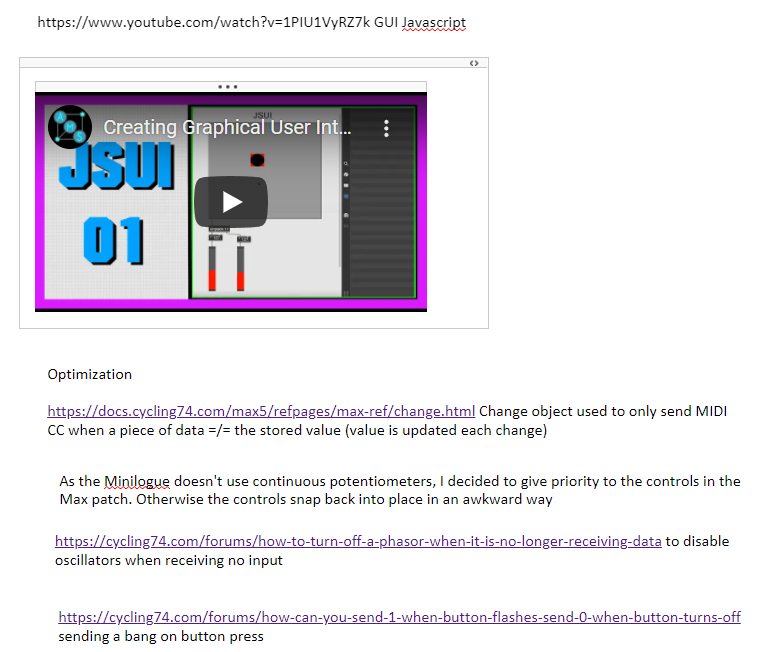 https://www.youtube.com/watch?v=1PIU1VyRZ7k GUI Javascript
JSUI
Creating Graphical User Int...
JSUI
01
Optimization
https://docs.cycling74.com/max5/refpages/max-ref/change.html Change object used to only send MIDI
CC when a piece of data =/= the stored value (value is updated each change)
As the Minilogue doesn't use continuous potentiometers, I decided to give priority to the controls in the
Max patch. Otherwise the controls snap back into place in an awkward way
https://cycling74.com/forums/how-to-turn-off-a-phasor-when-it-is-no-longer-receiving-data to disable
oscillators when receiving no input
https://cycling74.com/forums/how-can-you-send-1-when-button-flashes-send-0-when-button-turns-off
sending a bang on button press